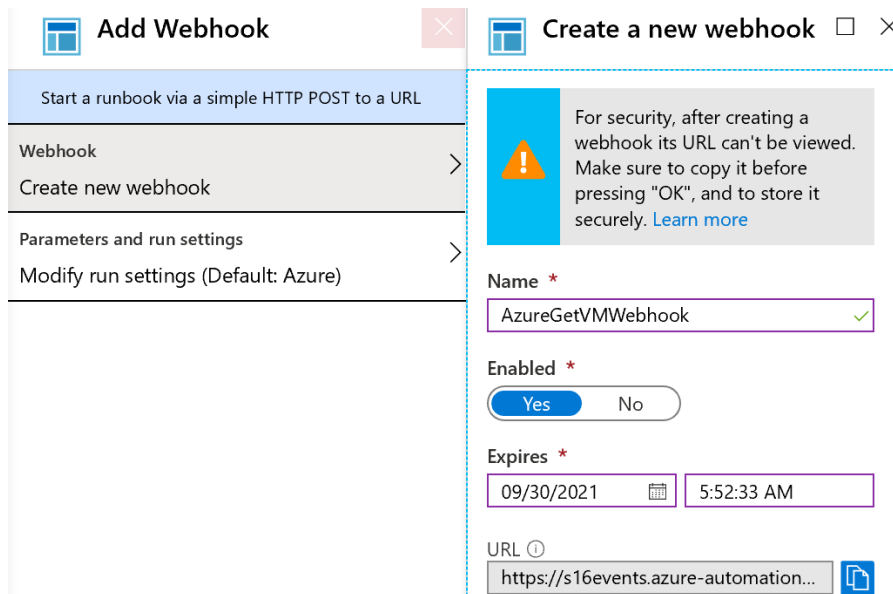 Add Webhook
Start a runbook via a simple HTTP POST to a URL
Webhook
Create new webhook
Parameters and run settings
Modify run settings (Default: Azure)
Create a new webhook
For security, after creating a
webhook its URL can't be viewed.
Make sure to copy it before
pressing "OK", and to store it
securely. Learn more
Name *
AzureGetVMWebhook
Enabled *
Yes No
Expires *
09/30/2021 5:52:33 AM
URL
https://s16events.azure-automation...